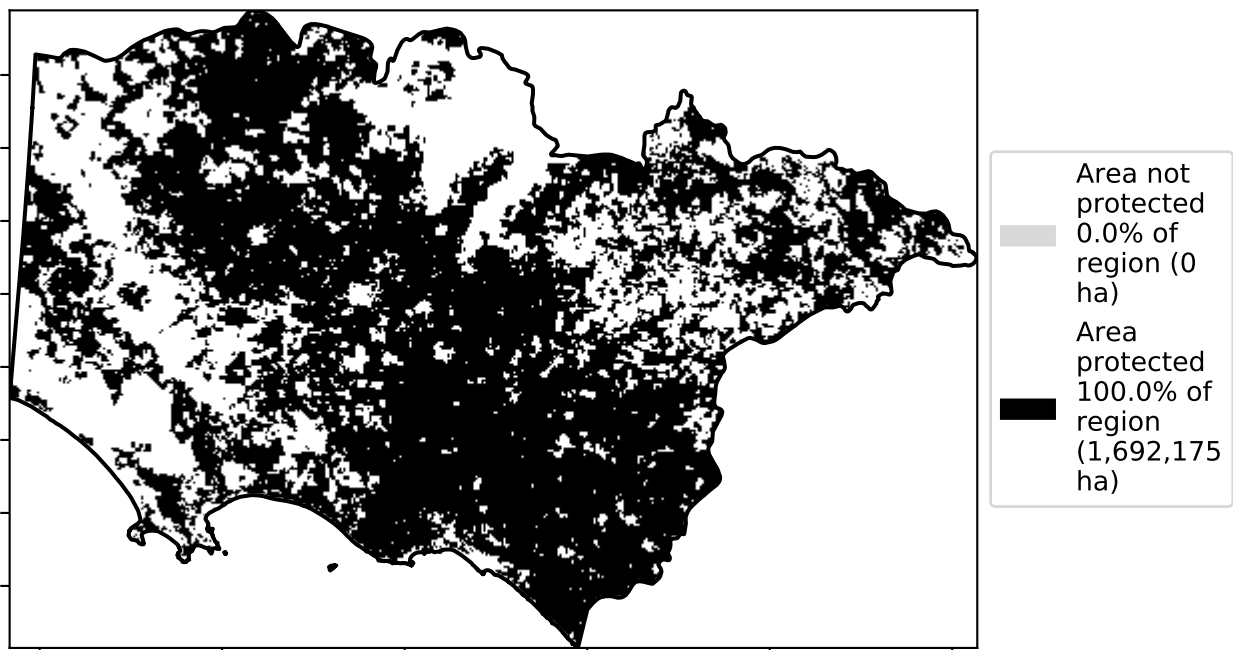 Area not
protected
0.0% of
region (0
ha)
Area
protected
100.0% of
region
(1,692,175
ha)